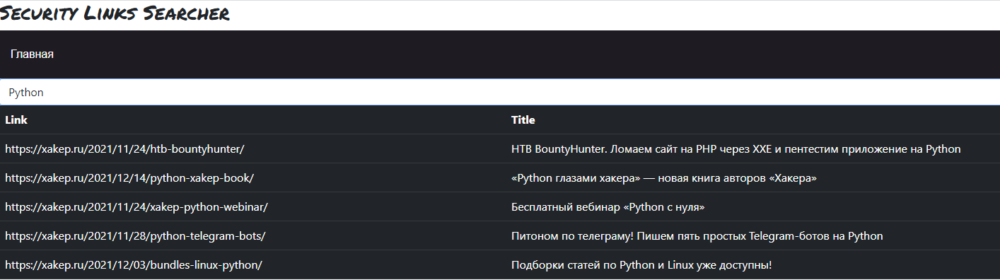 Security Links Searcher
Главная
Python
Link Title
https://xakep.ru/2021/11/24/htb-bountyhunter/ HTB BountyHunter. Ломаем сайт на PHP через XXE и пентестим приложение на Python
https://xakep.ru/2021/12/14/python-xakep-book/ «Python глазами хакера» — новая книга авторов «Хакера»
https://xakep.ru/2021/11/24/xakep-python-webinar/ Бесплатный вебинар «Python с нуля»
https://xakep.ru/2021/11/28/python-telegram-bots/ Питоном по телеграму! Пишем пять простых Telegram-ботов на Python
https://xakep.ru/2021/12/03/bundles-linux-python/ Подборки статей по Python и Linux уже доступны!